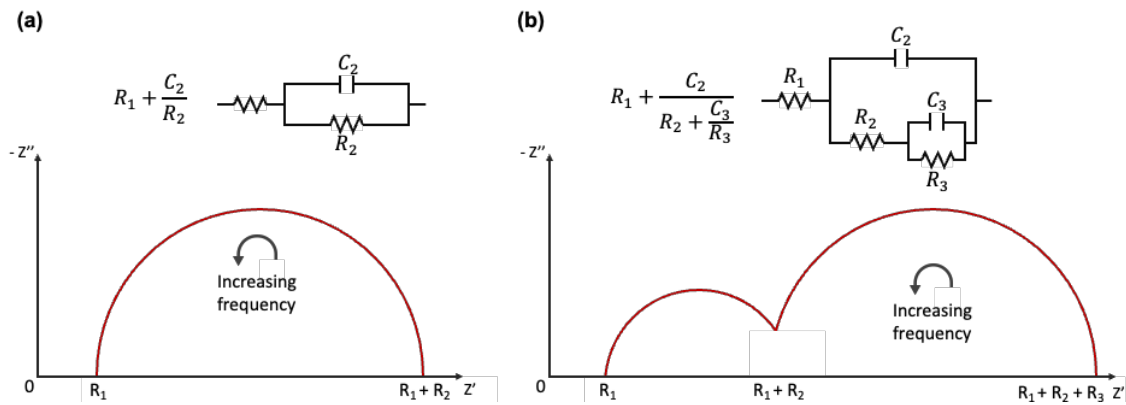 (a)
R₁ + C₂/R₂
C₂
R₂
- Z''
Increasing
frequency
0
R₁
R₁ + R₂
Z'
(b)
R₁ + C₂/(R₂ + C₃/R₃)
C₂
R₁
C₃
R₂
R₃
- Z''
Increasing
frequency
0
R₁
R₁ + R₂
R₁ + R₂ + R₃
Z'